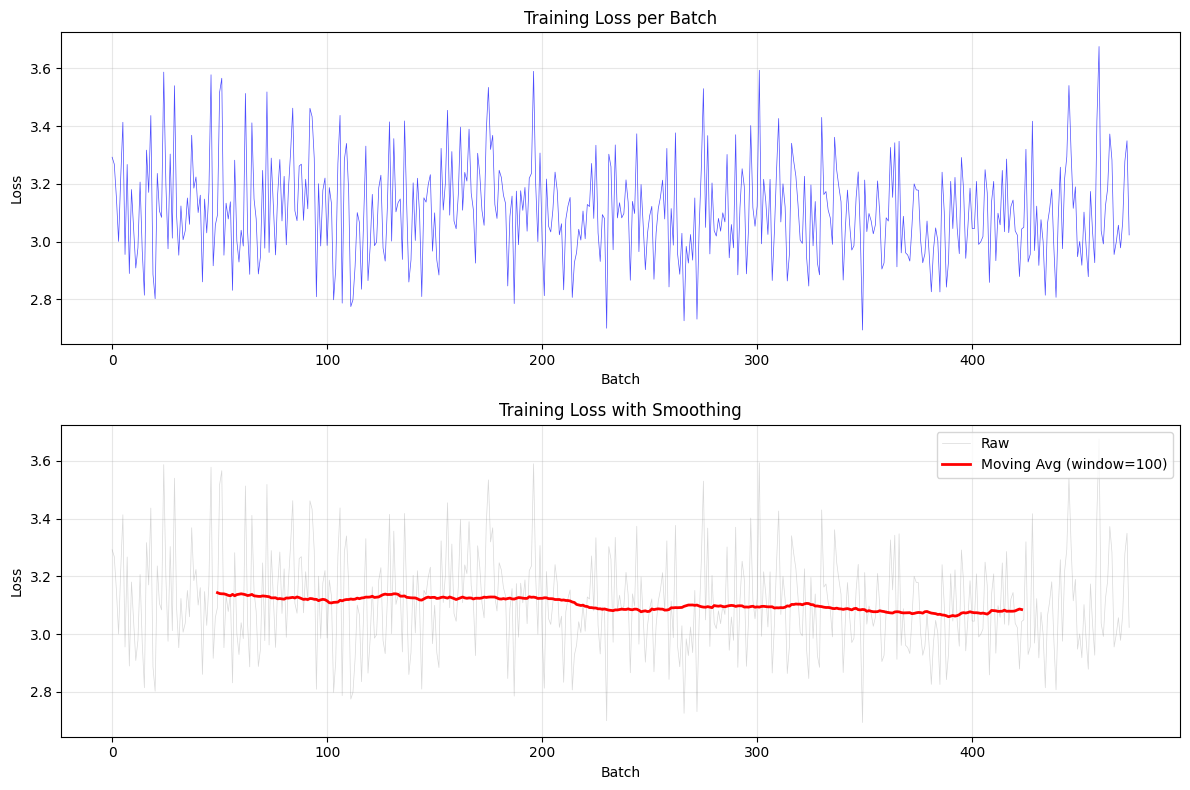 Training Loss per Batch
3.6
3.4
3.2
3.0
2.8
Loss
0 100 200 300 400
Batch
Training Loss with Smoothing
Raw
Moving Avg (window=100)
3.6
3.4
3.2
3.0
2.8
Loss
0 100 200 300 400
Batch